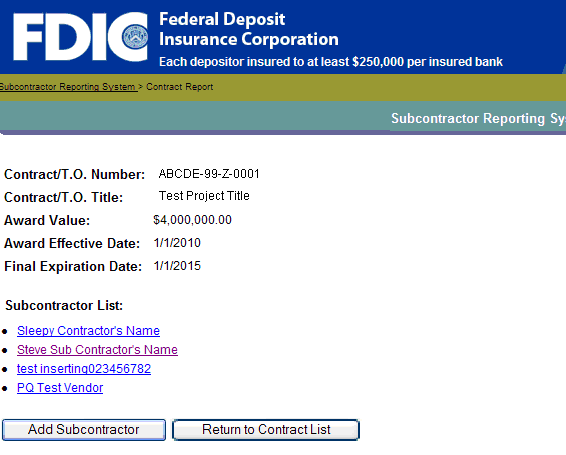 FDIC
Federal Deposit
Insurance Corporation
Each depositor insured to at least $250,000 per insured bank
Subcontractor Reporting System > Contract Report
Subcontractor Reporting Sy
Contract/T.O. Number: ABCDE-99-Z-0001
Contract/T.O. Title: Test Project Title
Award Value: $4,000,000.00
Award Effective Date: 1/1/2010
Final Expiration Date: 1/1/2015
Subcontractor List:
Sleepy Contractor's Name
Steve Sub Contractor's Name
test inserting023456782
PQ Test Vendor
Add Subcontractor Return to Contract List